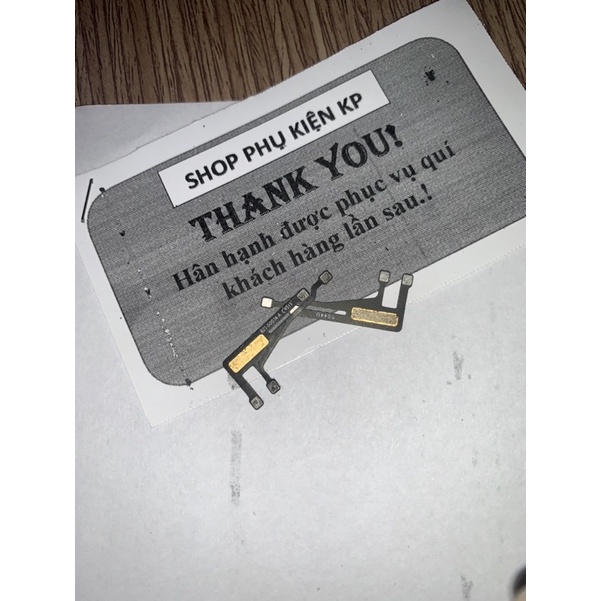 SHOP PHỤ KIỆN KP
THANK YOU!
Hân hạnh được phục vụ quí
khách hàng lần sau.!